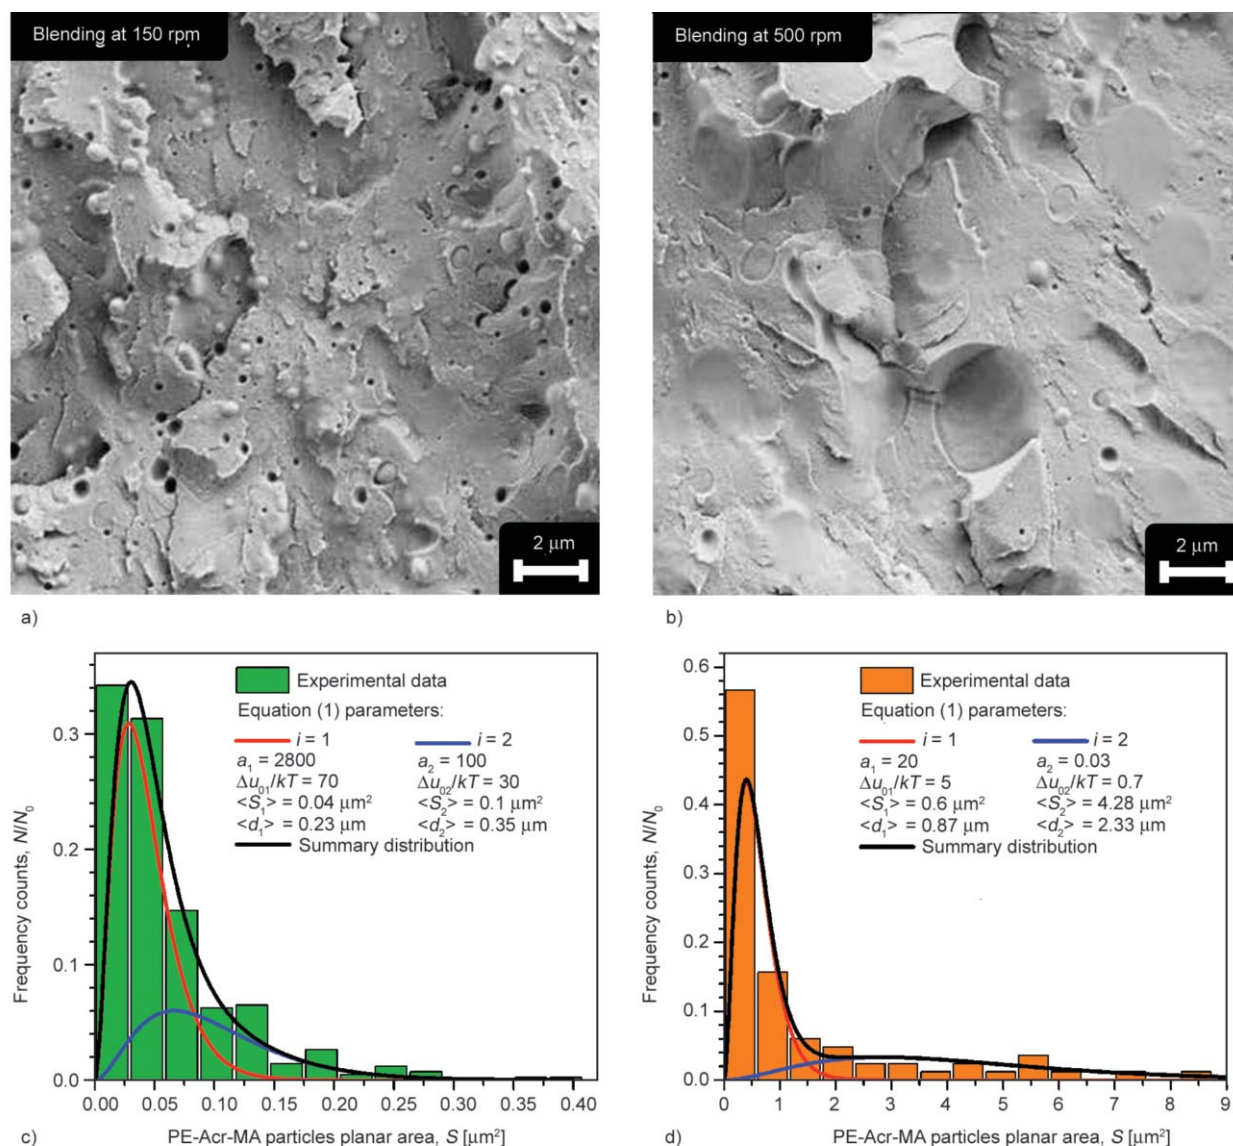 Blending at 150 rpm
2 μm
a)
Blending at 500 rpm
2 μm
b)
Frequency counts, N/N₀
0.3
0.2
0.1
0.0
Experimental data
Equation (1) parameters:
i = 1
i = 2
a₁ = 2800
a₂ = 100
Δu₀₁/kT = 70
Δu₀₂/kT = 30
<S₁> = 0.04 μm²
<S₂> = 0.1 μm²
<d₁> = 0.23 μm
<d₂> = 0.35 μm
Summary distribution
0.00 0.05 0.10 0.15 0.20 0.25 0.30 0.35 0.40
c)
PE-Acr-MA particles planar area, S [μm²]
Frequency counts, N/N₀
0.6
0.5
0.4
0.3
0.2
0.1
0.0
Experimental data
Equation (1) parameters:
i = 1
i = 2
a₁ = 20
a₂ = 0.03
Δu₀₁/kT = 5
Δu₀₂/kT = 0.7
<S₁> = 0.6 μm²
<S₂> = 4.28 μm²
<d₁> = 0.87 μm
<d₂> = 2.33 μm
Summary distribution
0 1 2 3 4 5 6 7 8 9
d)
PE-Acr-MA particles planar area, S [μm²]